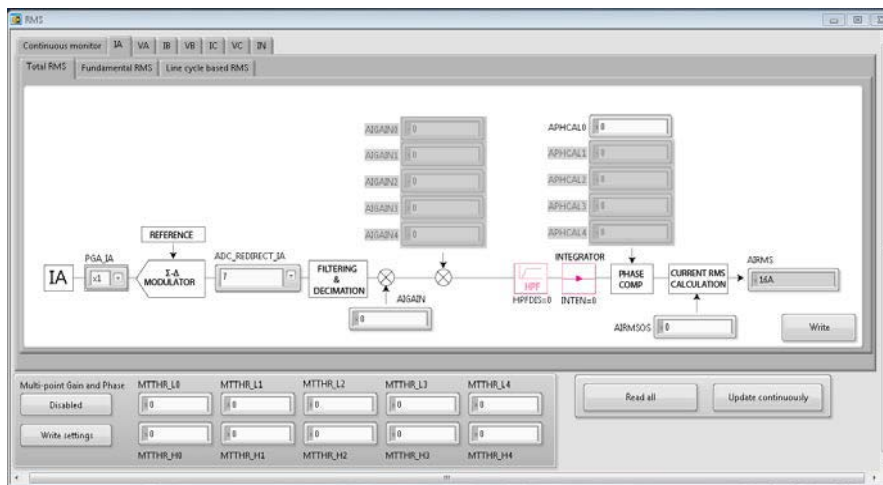 RMS
Continuous monitor IA VA IB VB IC VC IN
Total RMS Fundamental RMS Line cycle based RMS
AIGAIN0 0 APHCAL0 0
AIGAIN1 0 APHCAL1 0
AIGAIN2 0 APHCAL2 0
AIGAIN3 0 APHCAL3 0
AIGAIN4 0 APHCAL4 0
REFERENCE
PGA_IA ADC_REDIRECT_IA INTEGRATOR AIRMS
IA x1 Σ-Δ MODULATOR 7 FILTERING & DECIMATION HPF PHASE COMP CURRENT RMS CALCULATION 16A
HPFDIS=0 INTEN=0
AIGAIN 0 AIRMSOS 0 Write
Multi-point Gain and Phase MTTHR_L0 MTTHR_L1 MTTHR_L2 MTTHR_L3 MTTHR_L4
Disabled 0 0 0 0 0 Read all Update continuously
Write settings 0 0 0 0 0
MTTHR_H0 MTTHR_H1 MTTHR_H2 MTTHR_H3 MTTHR_H4